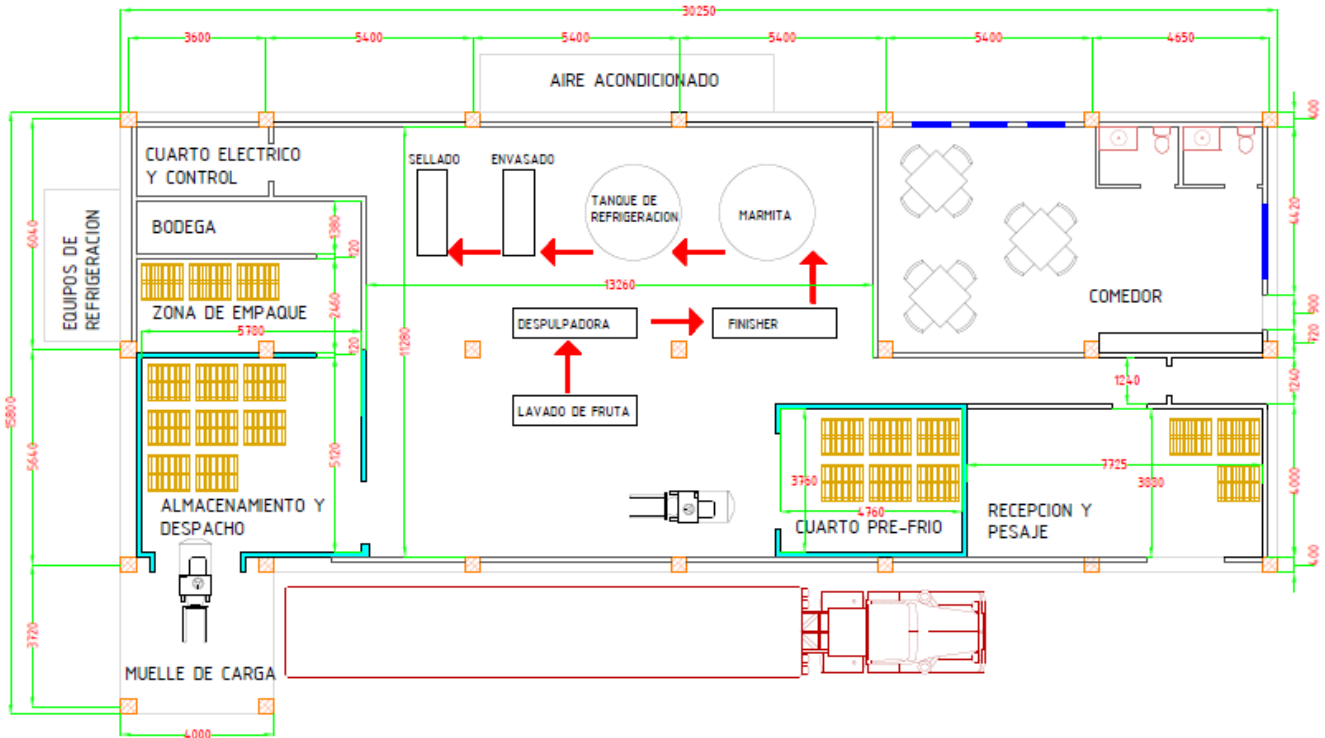 30250
3600
5400
5400
5400
5400
4650
AIRE ACONDICIONADO
400
CUARTO ELECTRICO
Y CONTROL
SELLADO
ENVASADO
TANQUE DE
REFRIGERACION
MARMITA
BODEGA
1380
120
EQUIPOS DE
REFRIGERACION
6040
4420
ZONA DE EMPAQUE
2460
5780
120
13260
11280
COMEDOR
900
720
DESPULPADORA
FINISHER
1240
1240
LAVADO DE FRUTA
15800
5640
5120
3760
4760
7725
3880
4000
ALMACENAMIENTO Y
DESPACHO
CUARTO PRE-FRIO
RECEPCION Y
PESAJE
400
3720
MUELLE DE CARGA
4000